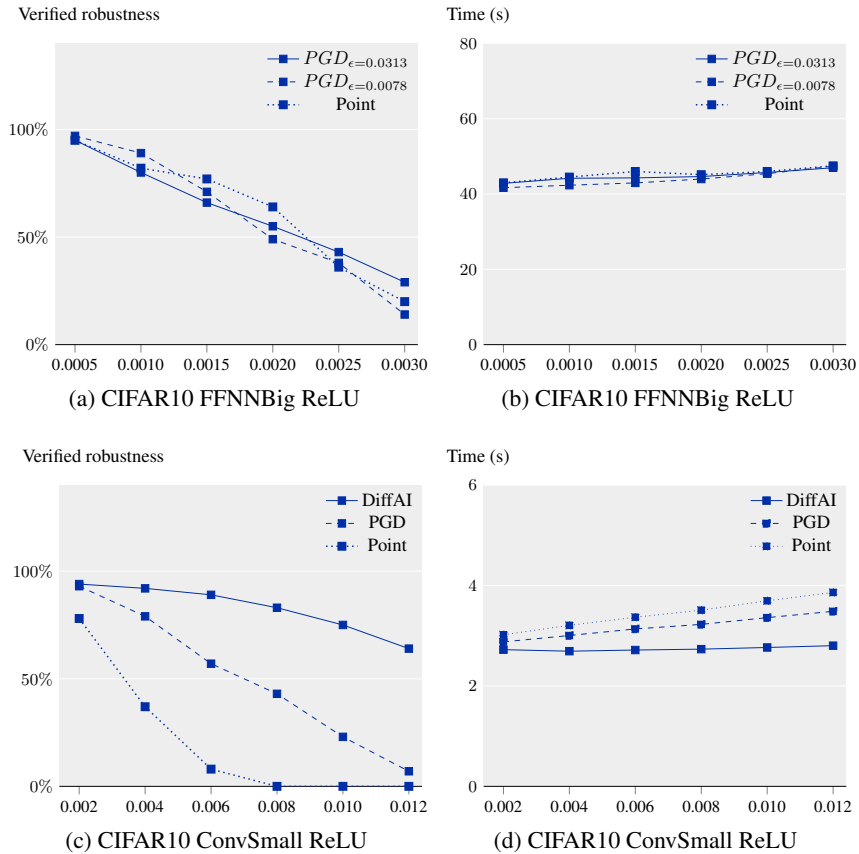 Verified robustness
Time (s)
PGD_{ϵ=0.0313}
PGD_{ϵ=0.0078}
Point
100%
50%
0%
0.0005 0.0010 0.0015 0.0020 0.0025 0.0030
(a) CIFAR10 FFNNBig ReLU
80
60
40
20
0
PGD_{ϵ=0.0313}
PGD_{ϵ=0.0078}
Point
0.0005 0.0010 0.0015 0.0020 0.0025 0.0030
(b) CIFAR10 FFNNBig ReLU
Verified robustness
Time (s)
DiffAI
PGD
Point
100%
50%
0%
0.002 0.004 0.006 0.008 0.010 0.012
(c) CIFAR10 ConvSmall ReLU
6
4
2
0
DiffAI
PGD
Point
0.002 0.004 0.006 0.008 0.010 0.012
(d) CIFAR10 ConvSmall ReLU